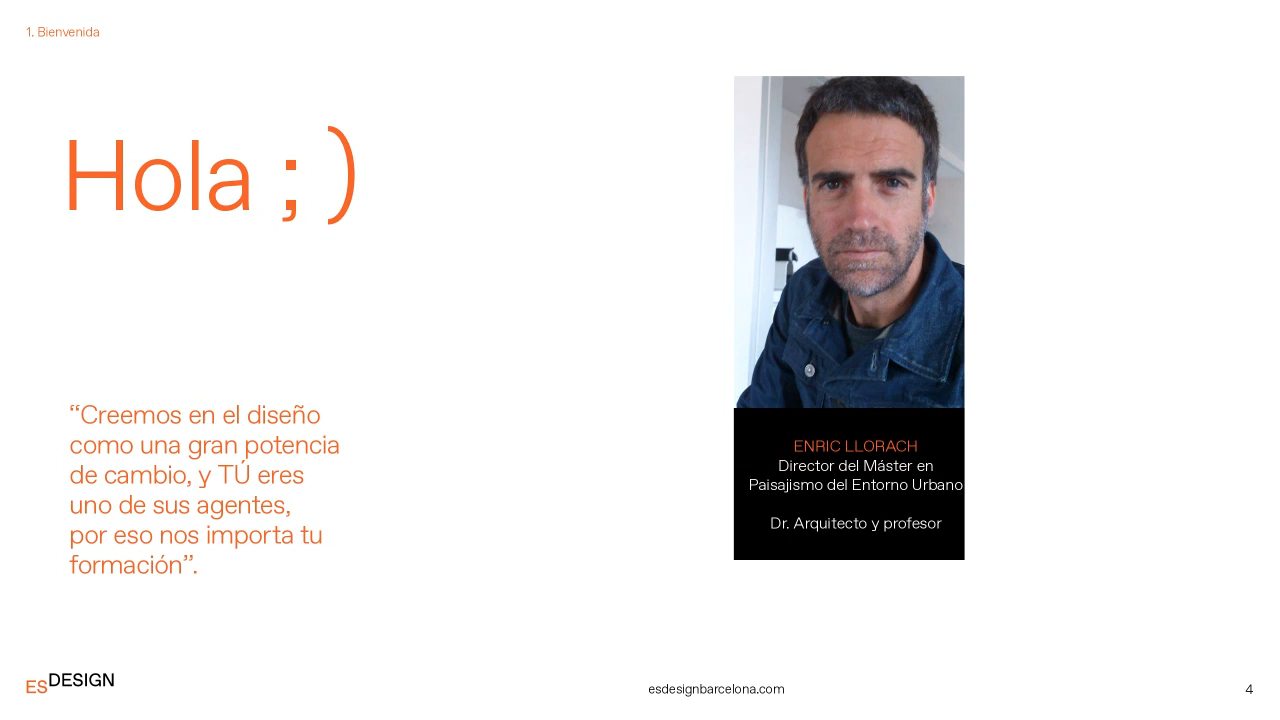 1. Bienvenida
Hola ; )
“Creemos en el diseño
como una gran potencia
de cambio, y TÚ eres
uno de sus agentes,
por eso nos importa tu
formación”.
ENRIC LLORACH
Director del Máster en
Paisajismo del Entorno Urbano
Dr. Arquitecto y profesor
ESDESIGN
esdesignbarcelona.com
4